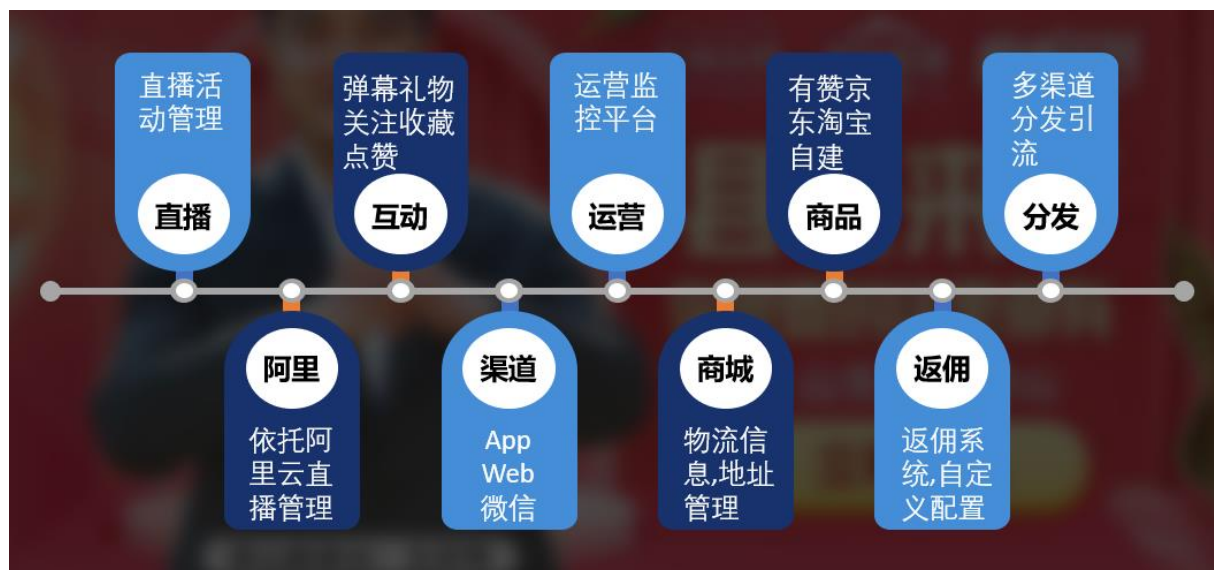 直播活
动管理
直播
弹幕礼物
关注收藏
点赞
互动
运营监
控平台
运营
有赞京
东淘宝
自建
商品
多渠道
分发引
流
分发
阿里
依托阿
里云直
播管理
渠道
App
Web
微信
商城
物流信
息,地址
管理
返佣
返佣系
统,自定
义配置